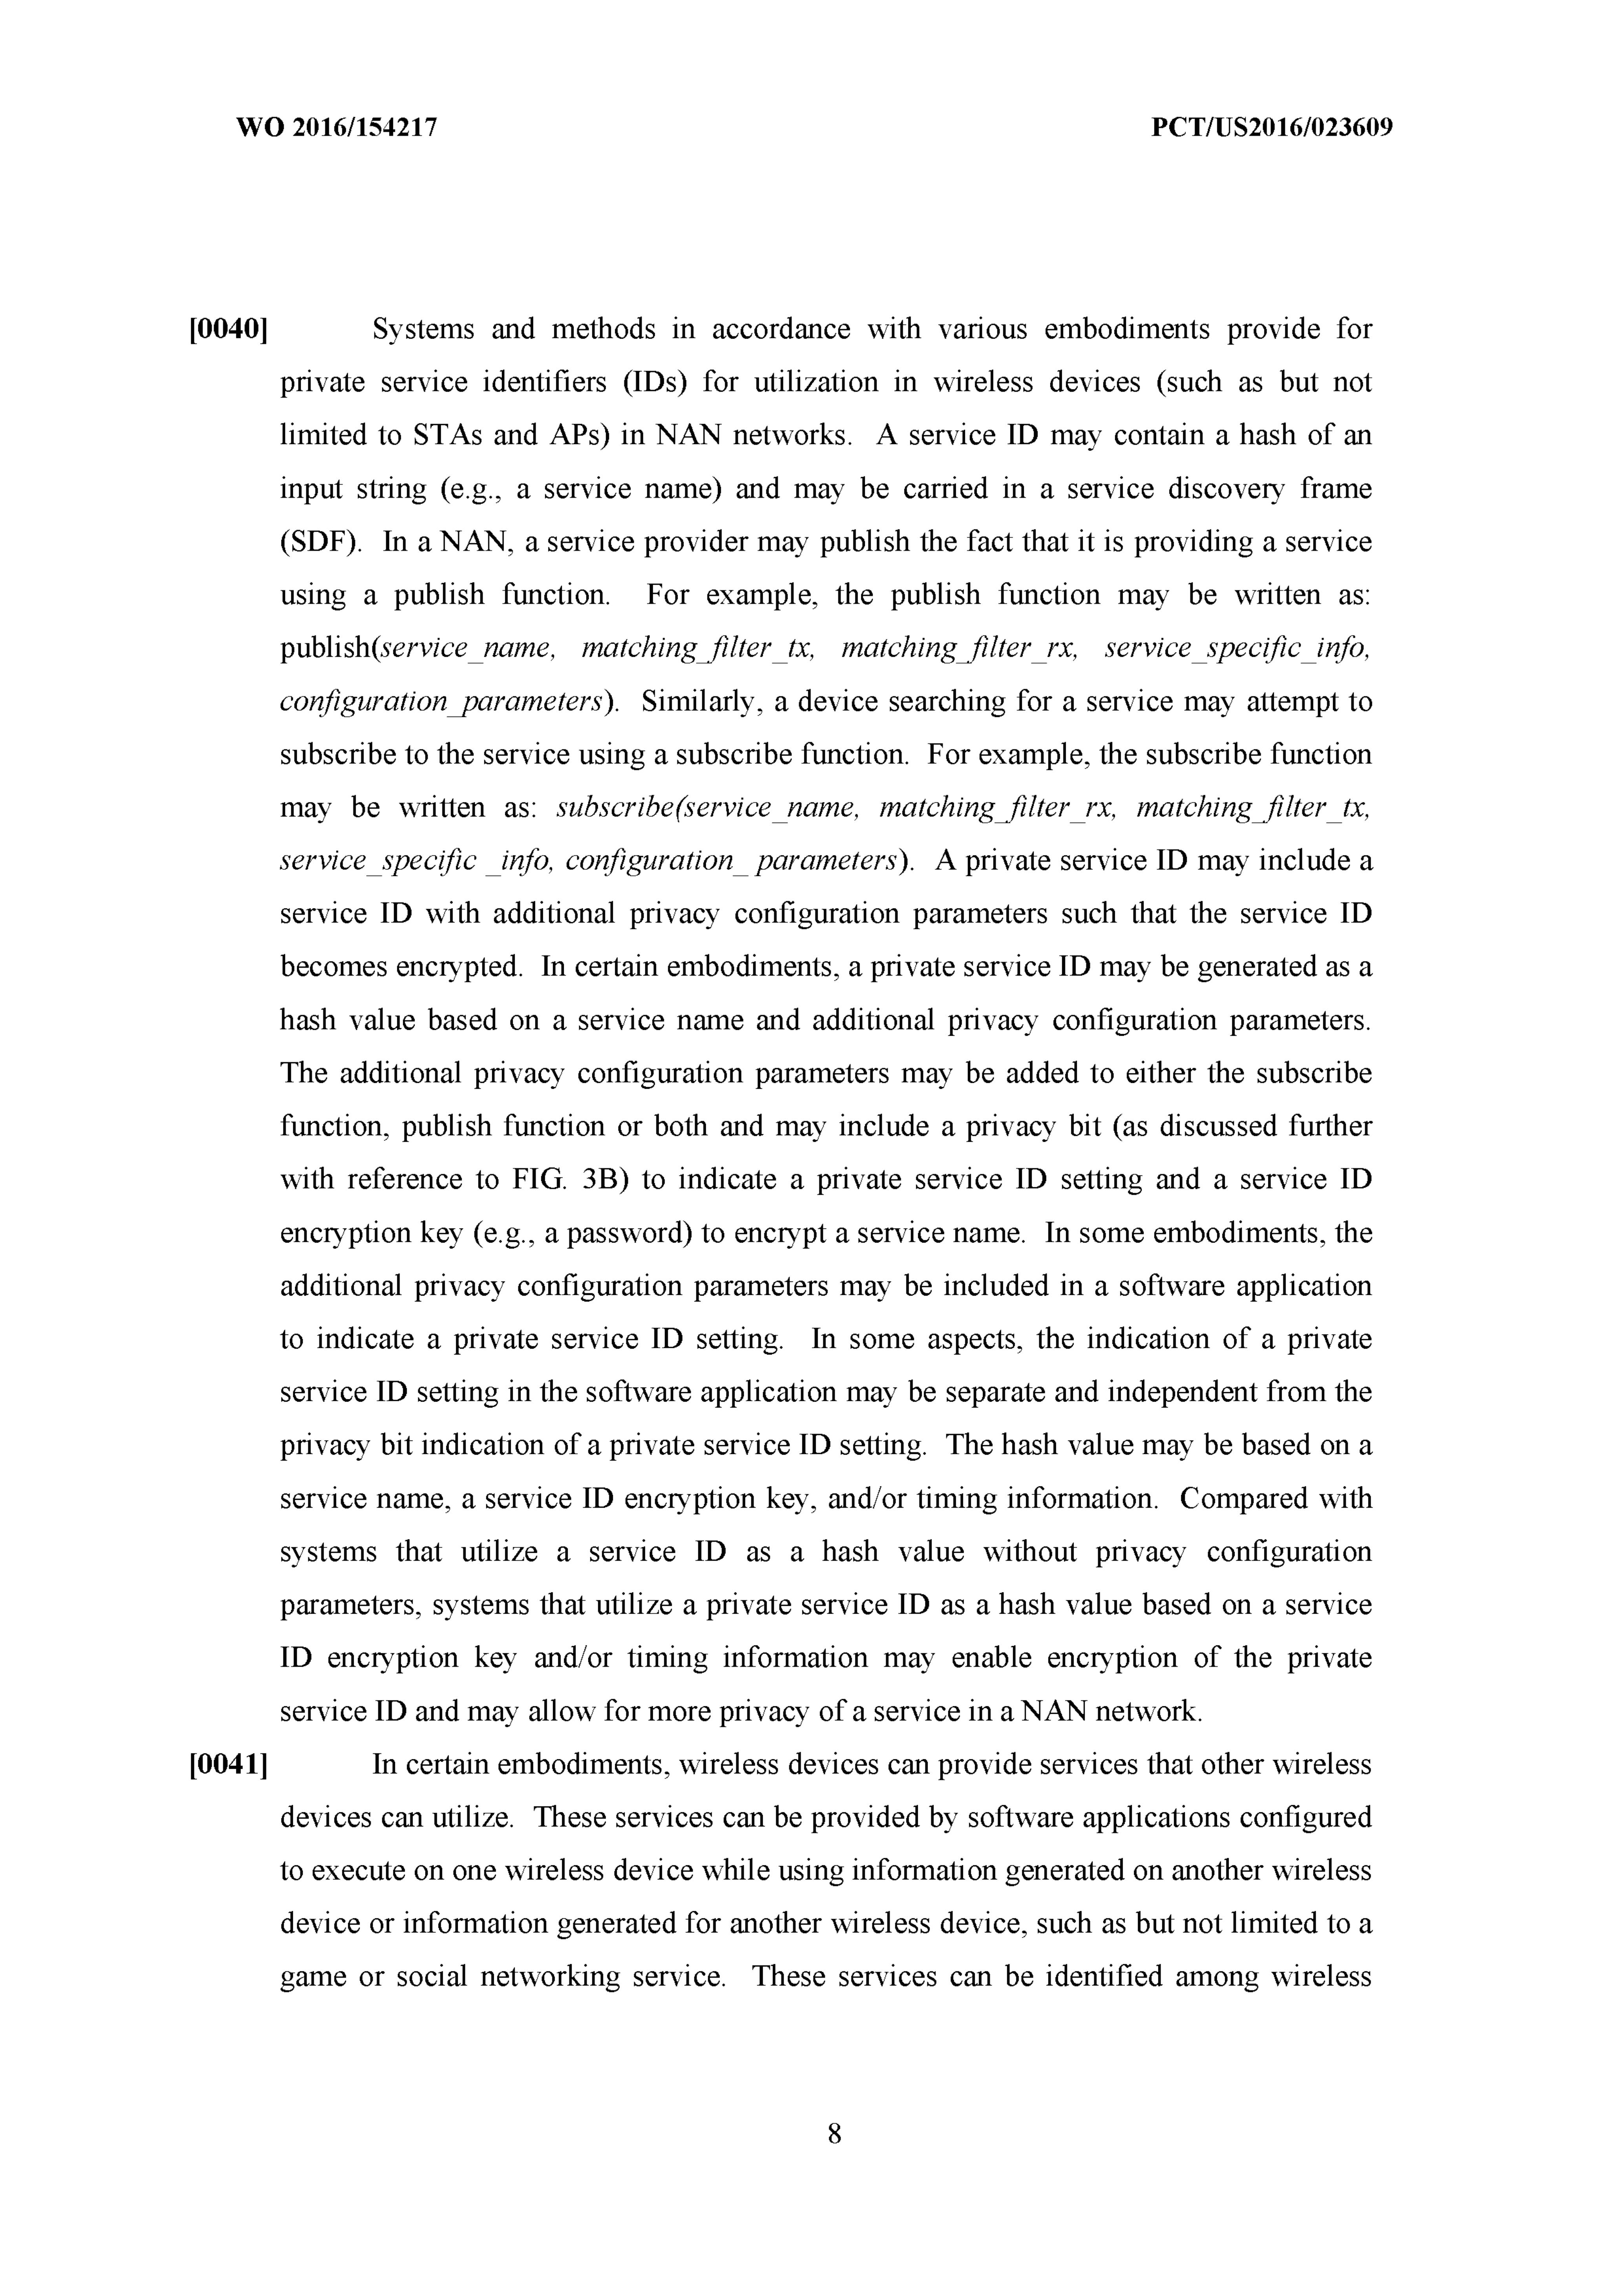 WO 2016/154217 PCT/US2016/023609
[0040] Systems and methods in accordance with various embodiments provide for
private service identifiers (IDs) for utilization in wireless devices (such as but not
limited to STAs and APs) in NAN networks. A service ID may contain a hash of an
input string (e.g., a service name) and may be carried in a service discovery frame
(SDF). In a NAN, a service provider may publish the fact that it is providing a service
using a publish function. For example, the publish function may be written as:
publish(service_name, matching_filter_tx, matching_filter_rx, service_specific_info,
configuration_parameters). Similarly, a device searching for a service may attempt to
subscribe to the service using a subscribe function. For example, the subscribe function
may be written as: subscribe(service_name, matching_filter_rx, matching_filter_tx,
service_specific _info, configuration_ parameters). A private service ID may include a
service ID with additional privacy configuration parameters such that the service ID
becomes encrypted. In certain embodiments, a private service ID may be generated as a
hash value based on a service name and additional privacy configuration parameters.
The additional privacy configuration parameters may be added to either the subscribe
function, publish function or both and may include a privacy bit (as discussed further
with reference to FIG. 3B) to indicate a private service ID setting and a service ID
encryption key (e.g., a password) to encrypt a service name. In some embodiments, the
additional privacy configuration parameters may be included in a software application
to indicate a private service ID setting. In some aspects, the indication of a private
service ID setting in the software application may be separate and independent from the
privacy bit indication of a private service ID setting. The hash value may be based on a
service name, a service ID encryption key, and/or timing information. Compared with
systems that utilize a service ID as a hash value without privacy configuration
parameters, systems that utilize a private service ID as a hash value based on a service
ID encryption key and/or timing information may enable encryption of the private
service ID and may allow for more privacy of a service in a NAN network.
[0041] In certain embodiments, wireless devices can provide services that other wireless
devices can utilize. These services can be provided by software applications configured
to execute on one wireless device while using information generated on another wireless
device or information generated for another wireless device, such as but not limited to a
game or social networking service. These services can be identified among wireless
8